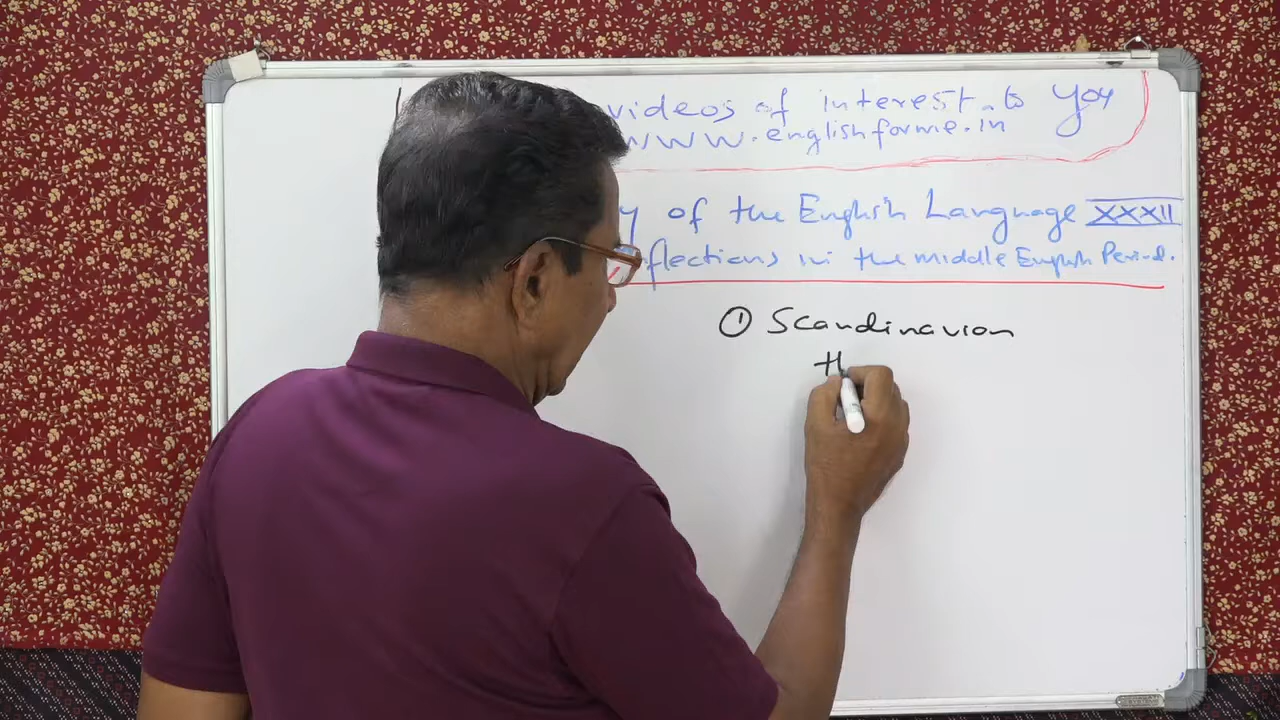 videos of interest to you
WWW.englishforme.in
y of the English Language XXXII
flections in the middle English Period.
① Scandinavian